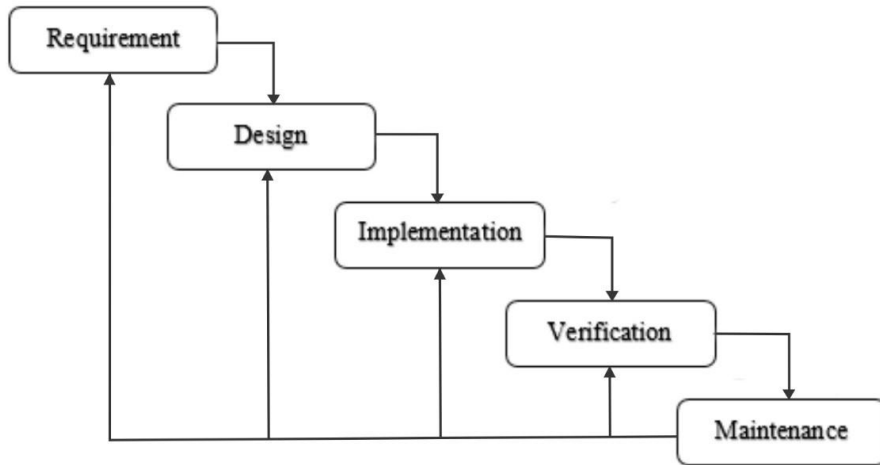 Requirement
Design
Implementation
Verification
Maintenance